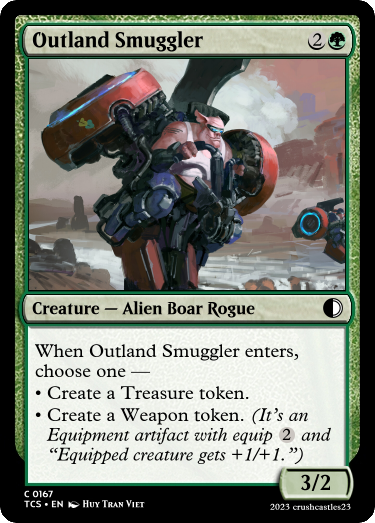 Outland Smuggler 2
Creature — Alien Boar Rogue
When Outland Smuggler enters,
choose one —
• Create a Treasure token.
• Create a Weapon token. (It's an
Equipment artifact with equip 2 and
“Equipped creature gets +1/+1.”)
3/2
C 0167
TCS • EN Huy Tran Viet
2023 crushcastles23